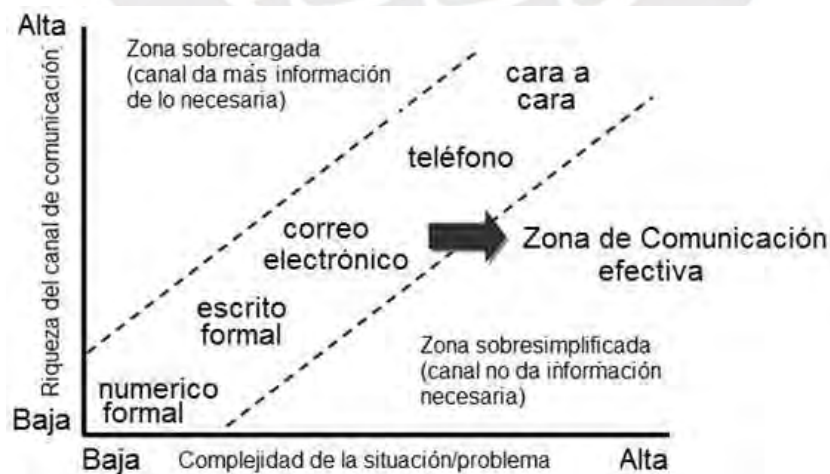 Alta
Zona sobrecargada
(canal da más información
de lo necesaria)
cara a
cara
teléfono
correo
electrónico
Zona de Comunicación
efectiva
escrito
formal
Zona sobresimplificada
(canal no da información
necesaria)
numerico
formal
Riqueza del canal de comunicación
Baja
Baja
Complejidad de la situación/problema
Alta